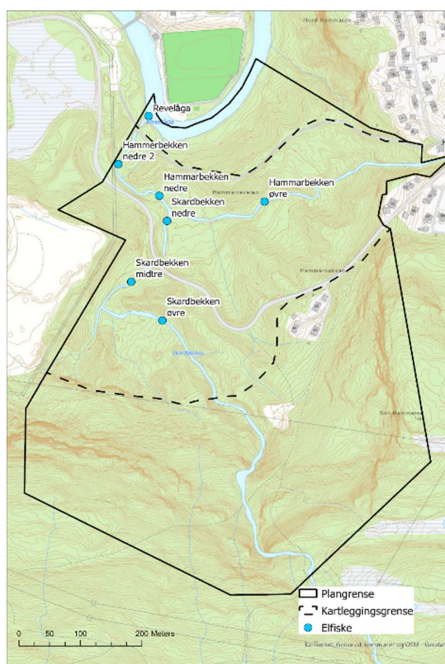 Revelåga
Hammerbekken
nedre 2
Hammarbekken
nedre
Hammarbekken
øvre
Skardbekken
nedre
Skardbekken
midtre
Skardbekken
øvre
Plangrense
Kartleggingsgrense
Elfiske
0 50 100 200 Meters